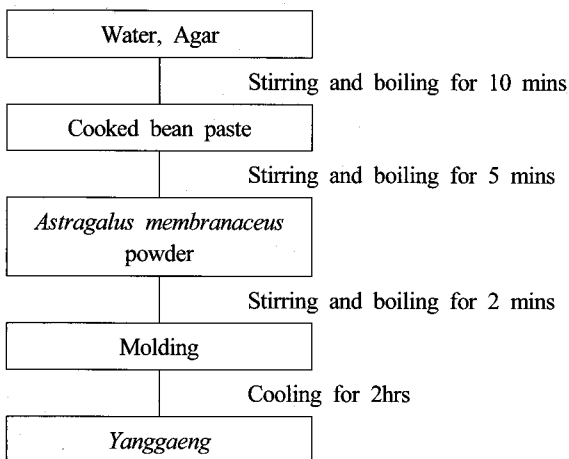 Water, Agar
Stirring and boiling for 10 mins
Cooked bean paste
Stirring and boiling for 5 mins
Astragalus membranaceus
powder
Stirring and boiling for 2 mins
Molding
Cooling for 2hrs
Yanggaeng